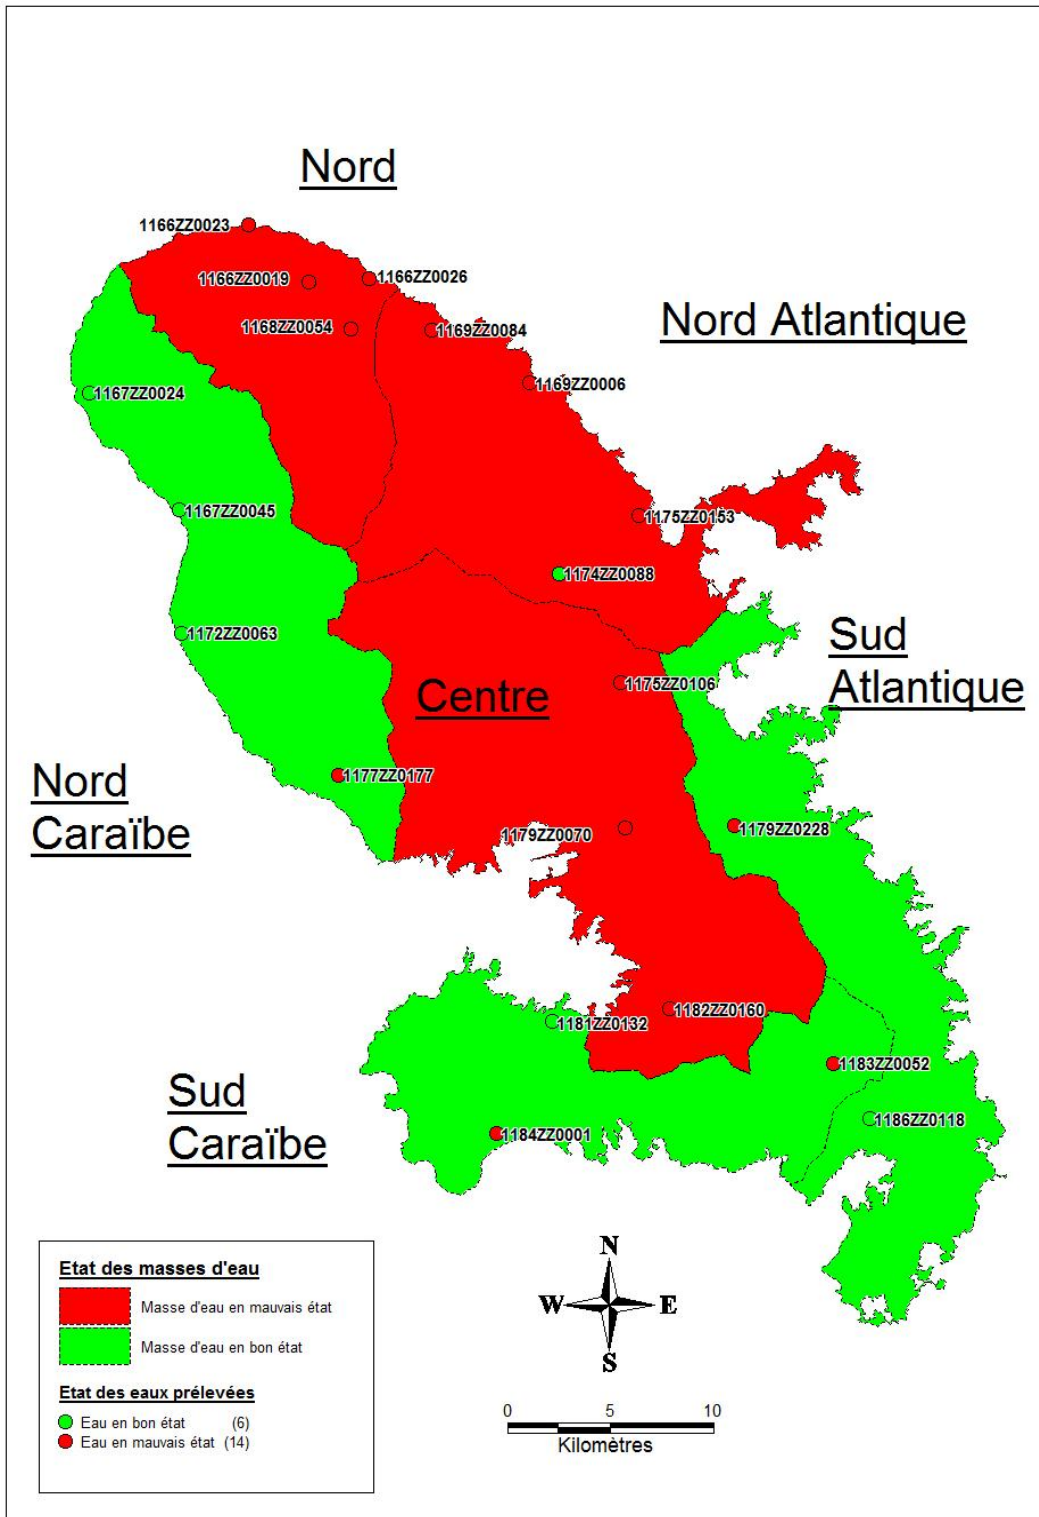 Nord
1166ZZ0023
1166ZZ0019
1166ZZ0026
1168ZZ0054
1169ZZ0084
Nord Atlantique
1169ZZ0006
1167ZZ0024
1167ZZ0045
1175ZZ0153
1174ZZ0088
1172ZZ0063
Sud
Atlantique
1175ZZ0106
Centre
Nord
Caraïbe
1177ZZ0177
1179ZZ0070
1179ZZ0228
1182ZZ0160
1181ZZ0132
1183ZZ0052
Sud
Caraïbe
1186ZZ0118
1184ZZ0001
Etat des masses d'eau
Masse d'eau en mauvais état
Masse d'eau en bon état
Etat des eaux prélevées
Eau en bon état (6)
Eau en mauvais état (14)
N
W E
S
0 5 10
Kilomètres